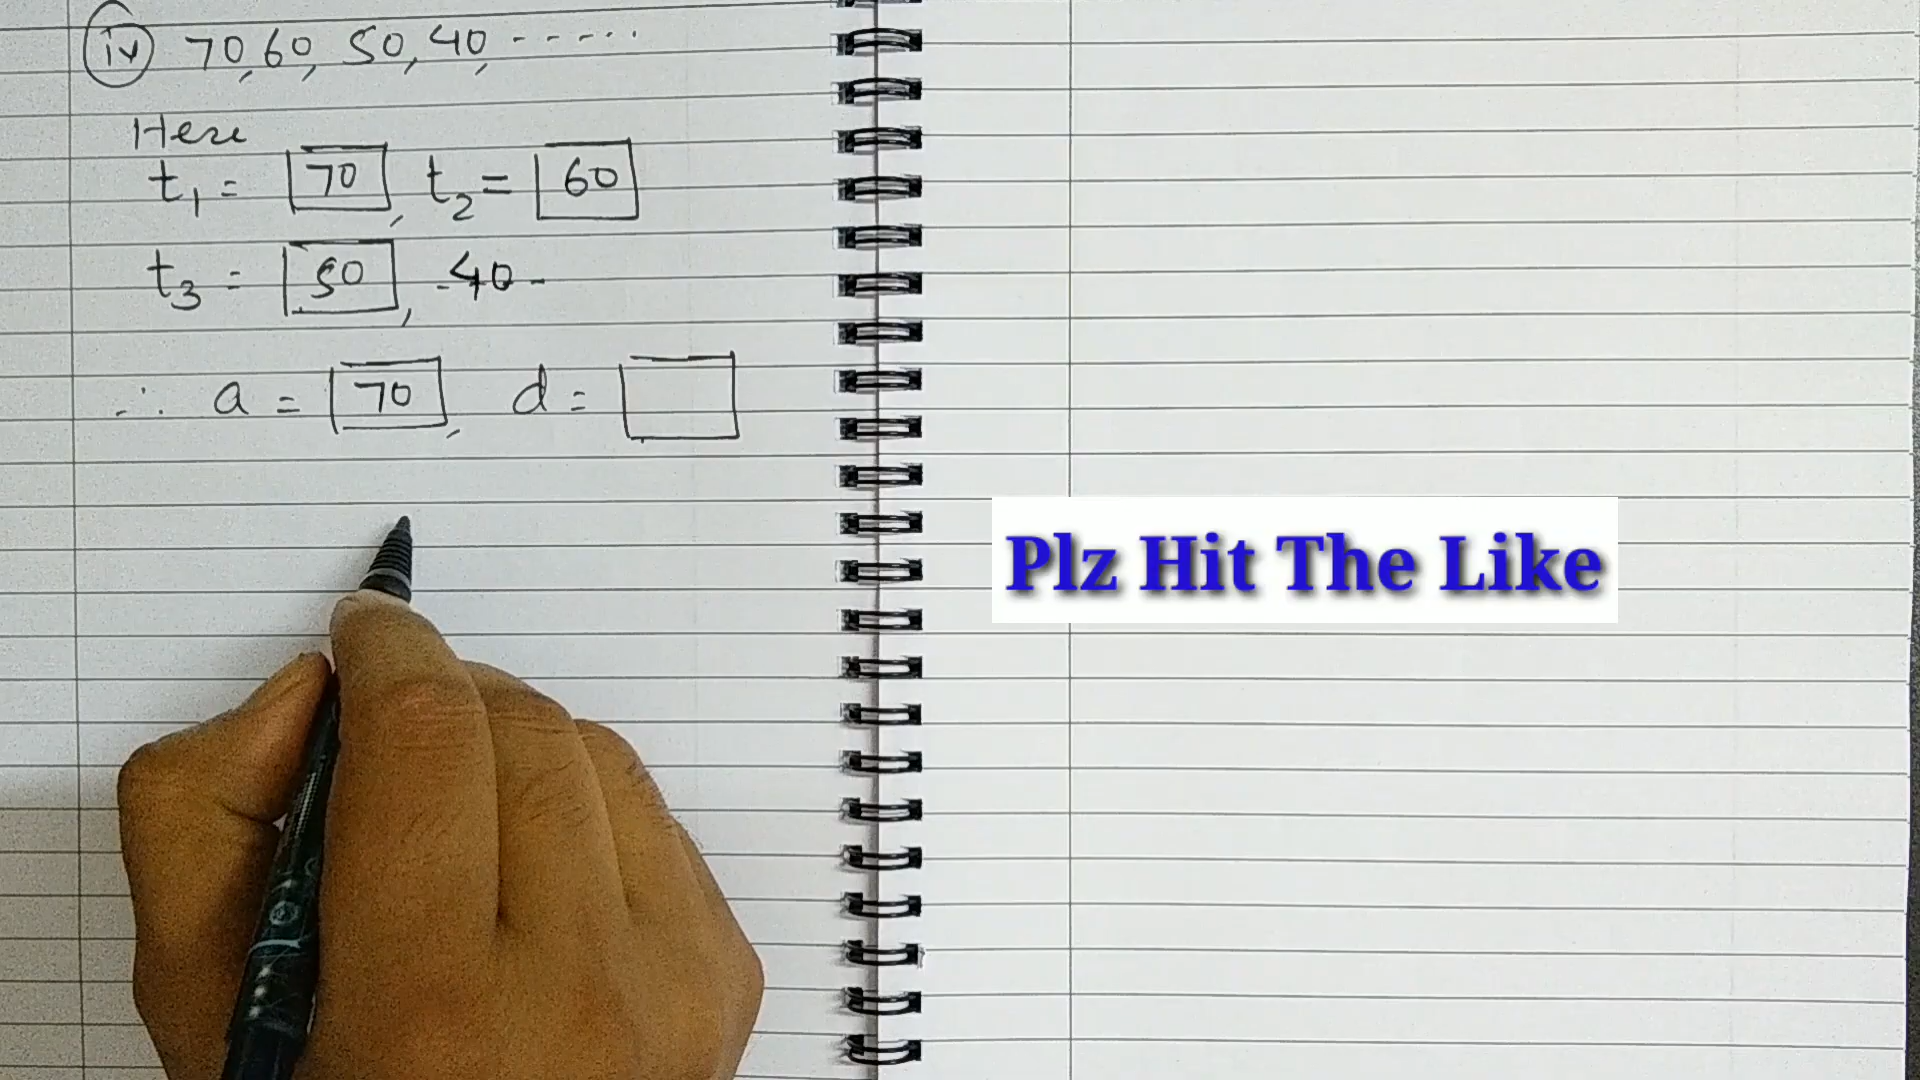 iv 70, 60, 50, 40, ------
Here
t₁ = 70, t₂ = 60
t₃ = 50, -40-
∴ a = 70, d =
Plz Hit The Like